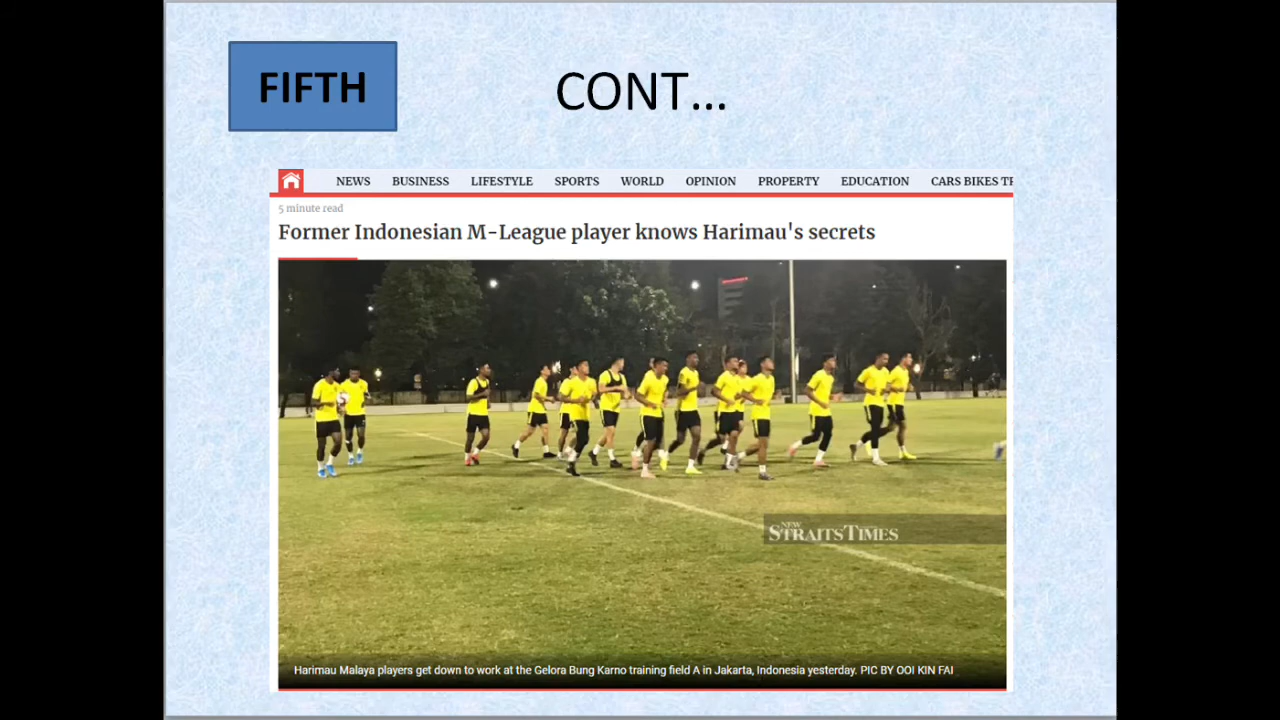 FIFTH
CONT...
NEWS BUSINESS LIFESTYLE SPORTS WORLD OPINION PROPERTY EDUCATION CARS BIKES
5 minute read
Former Indonesian M-League player knows Harimau's secrets
NEW
STRAITS TIMES
Harimau Malaya players get down to work at the Gelora Bung Karno training field A in Jakarta, Indonesia yesterday. PIC BY OOI KIN FAI